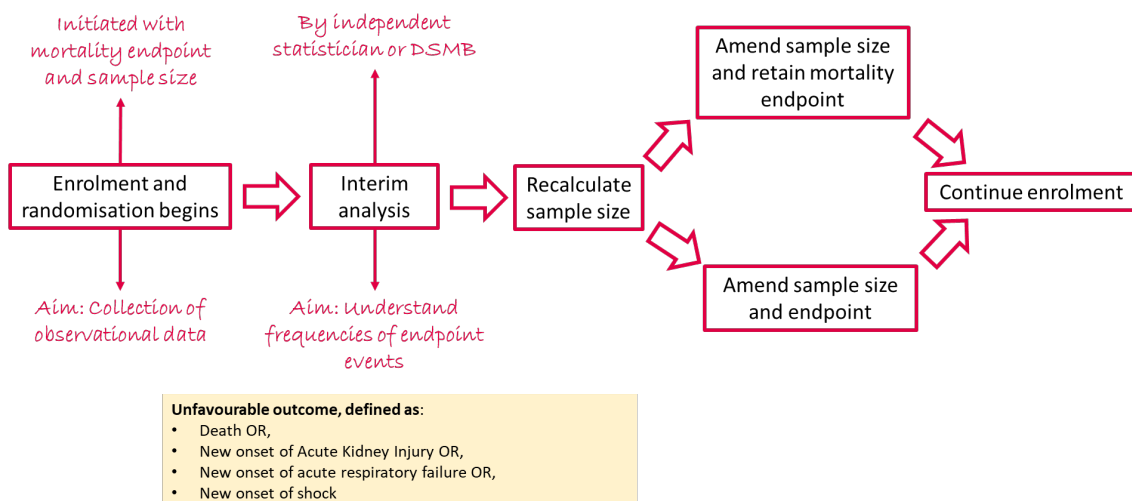 Initiated with
mortality endpoint
and sample size
By independent
statistician or DSMB
Amend sample size
and retain mortality
endpoint
Enrolment and
randomisation begins
Interim
analysis
Recalculate
sample size
Continue enrolment
Amend sample size
and endpoint
Aim: Collection of
observational data
Aim: Understand
frequencies of endpoint
events
Unfavourable outcome, defined as:
• Death OR,
• New onset of Acute Kidney Injury OR,
• New onset of acute respiratory failure OR,
• New onset of shock